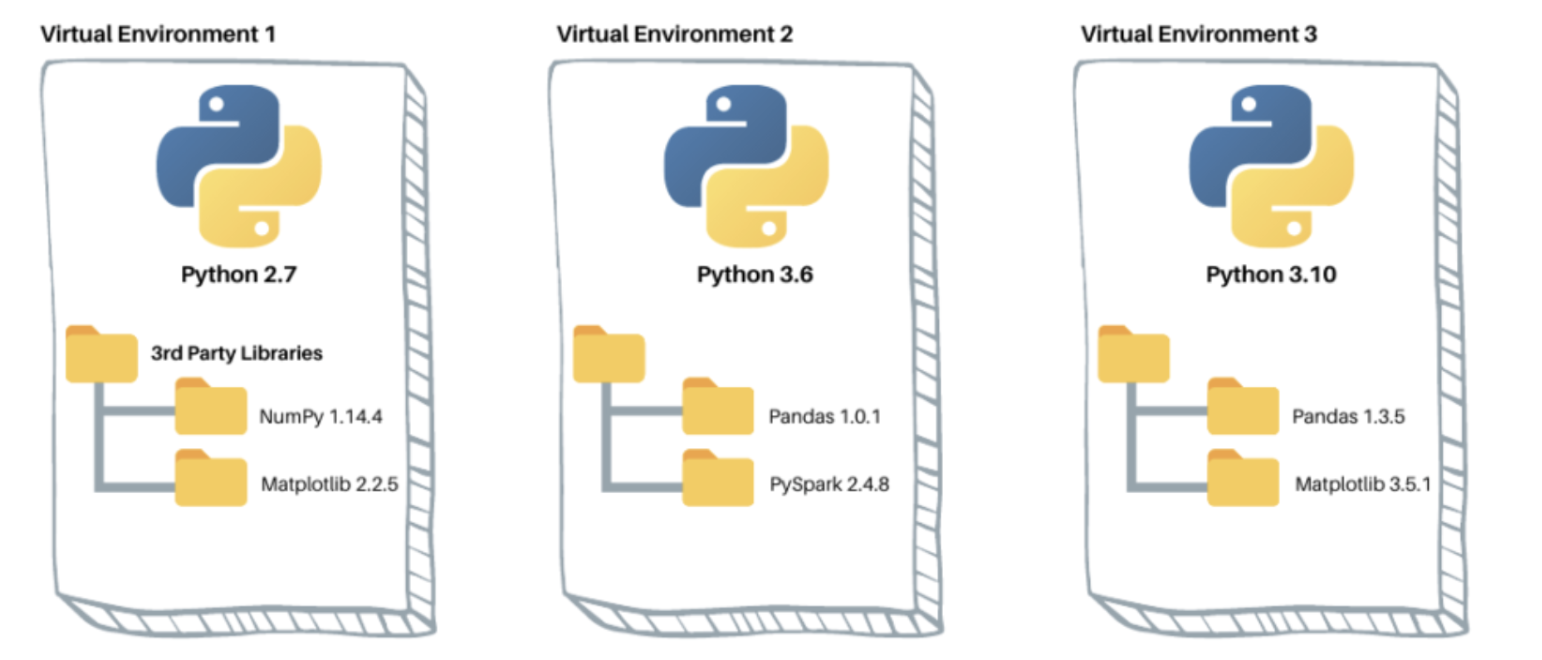 Virtual Environment 1
Python 2.7
3rd Party Libraries
NumPy 1.14.4
Matplotlib 2.2.5
Virtual Environment 2
Python 3.6
Pandas 1.0.1
PySpark 2.4.8
Virtual Environment 3
Python 3.10
Pandas 1.3.5
Matplotlib 3.5.1